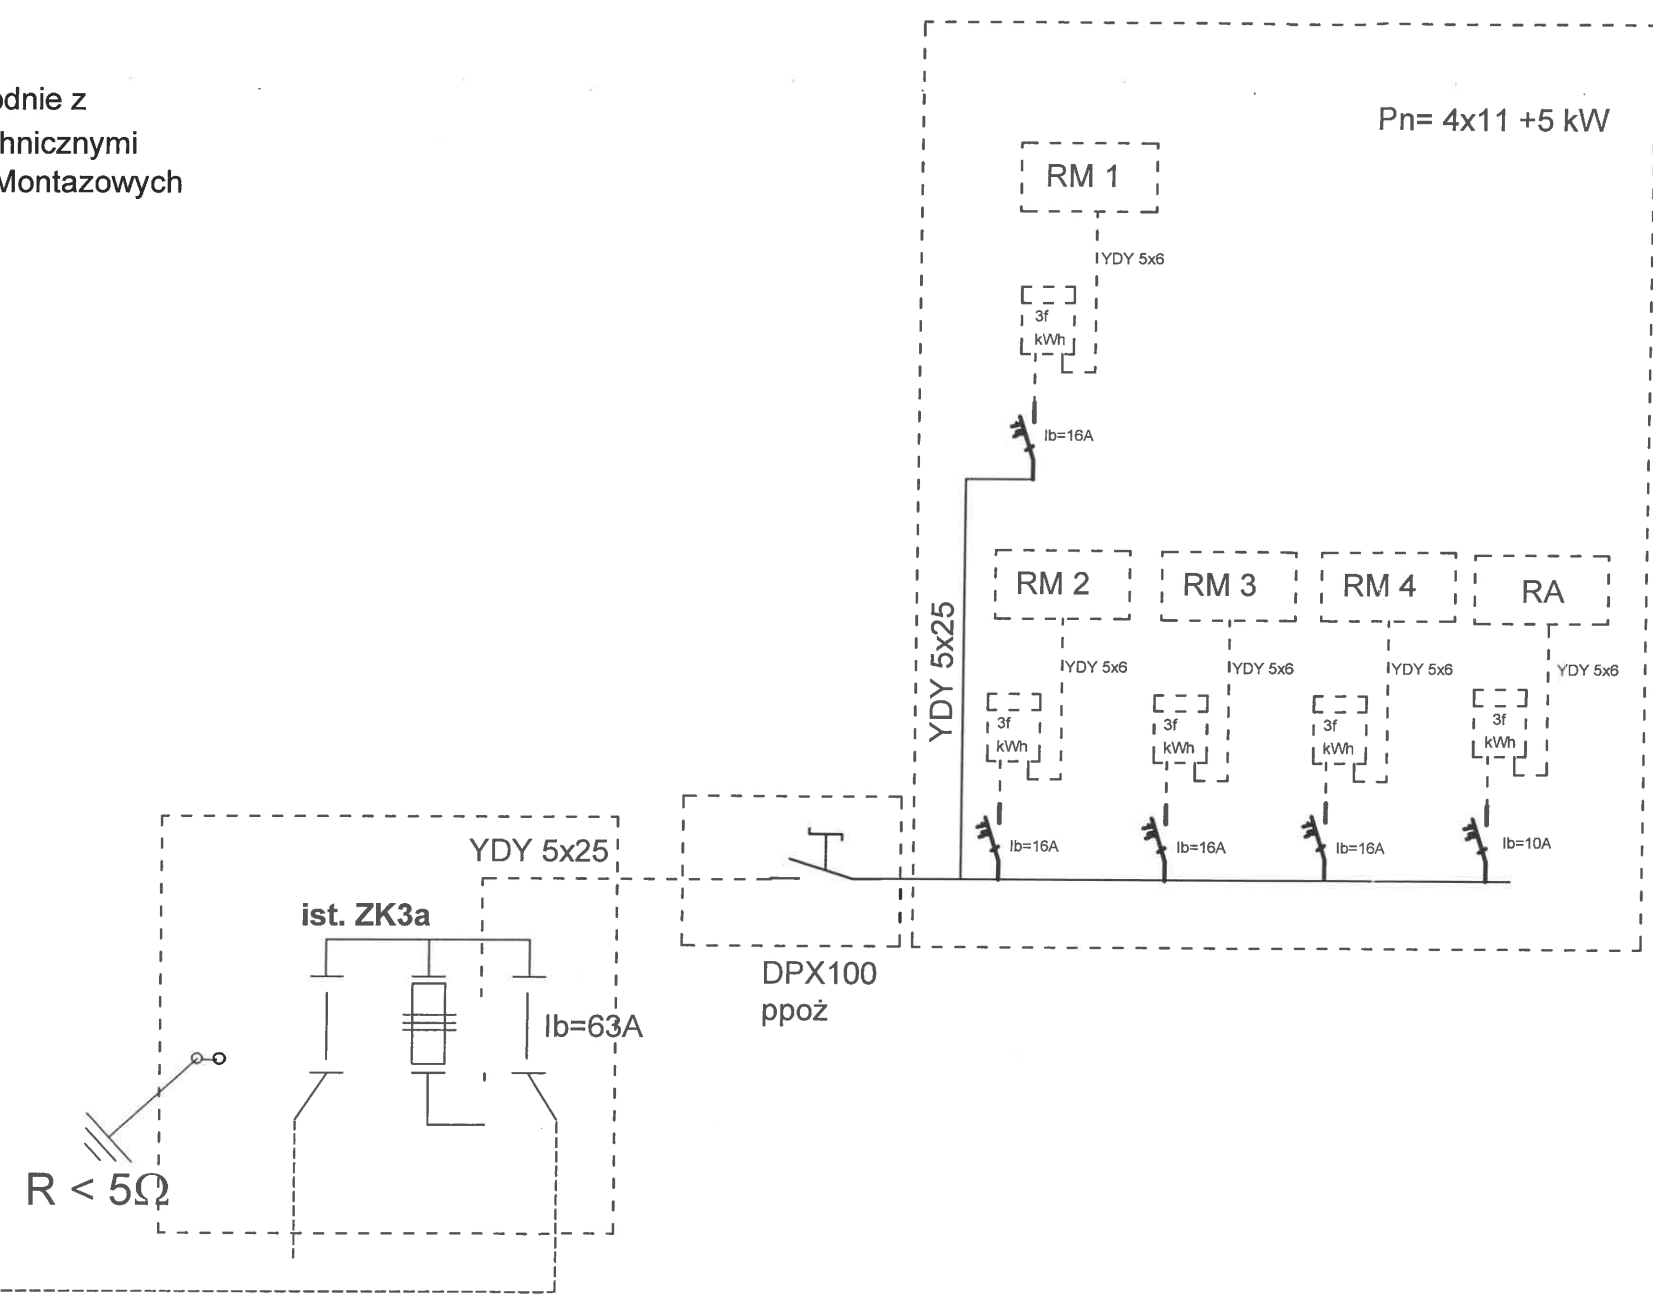 odnie z
hnicznymi
Montazowych
Pn= 4x11 +5 kW
RM 1
YDY 5x6
3f
kWh
Ib=16A
YDY 5x25
RM 2
RM 3
RM 4
RA
YDY 5x6
YDY 5x6
YDY 5x6
YDY 5x6
3f
kWh
3f
kWh
3f
kWh
3f
kWh
Ib=16A
Ib=16A
Ib=16A
Ib=10A
YDY 5x25
ist. ZK3a
Ib=63A
DPX100
ppoż
R < 5Ω